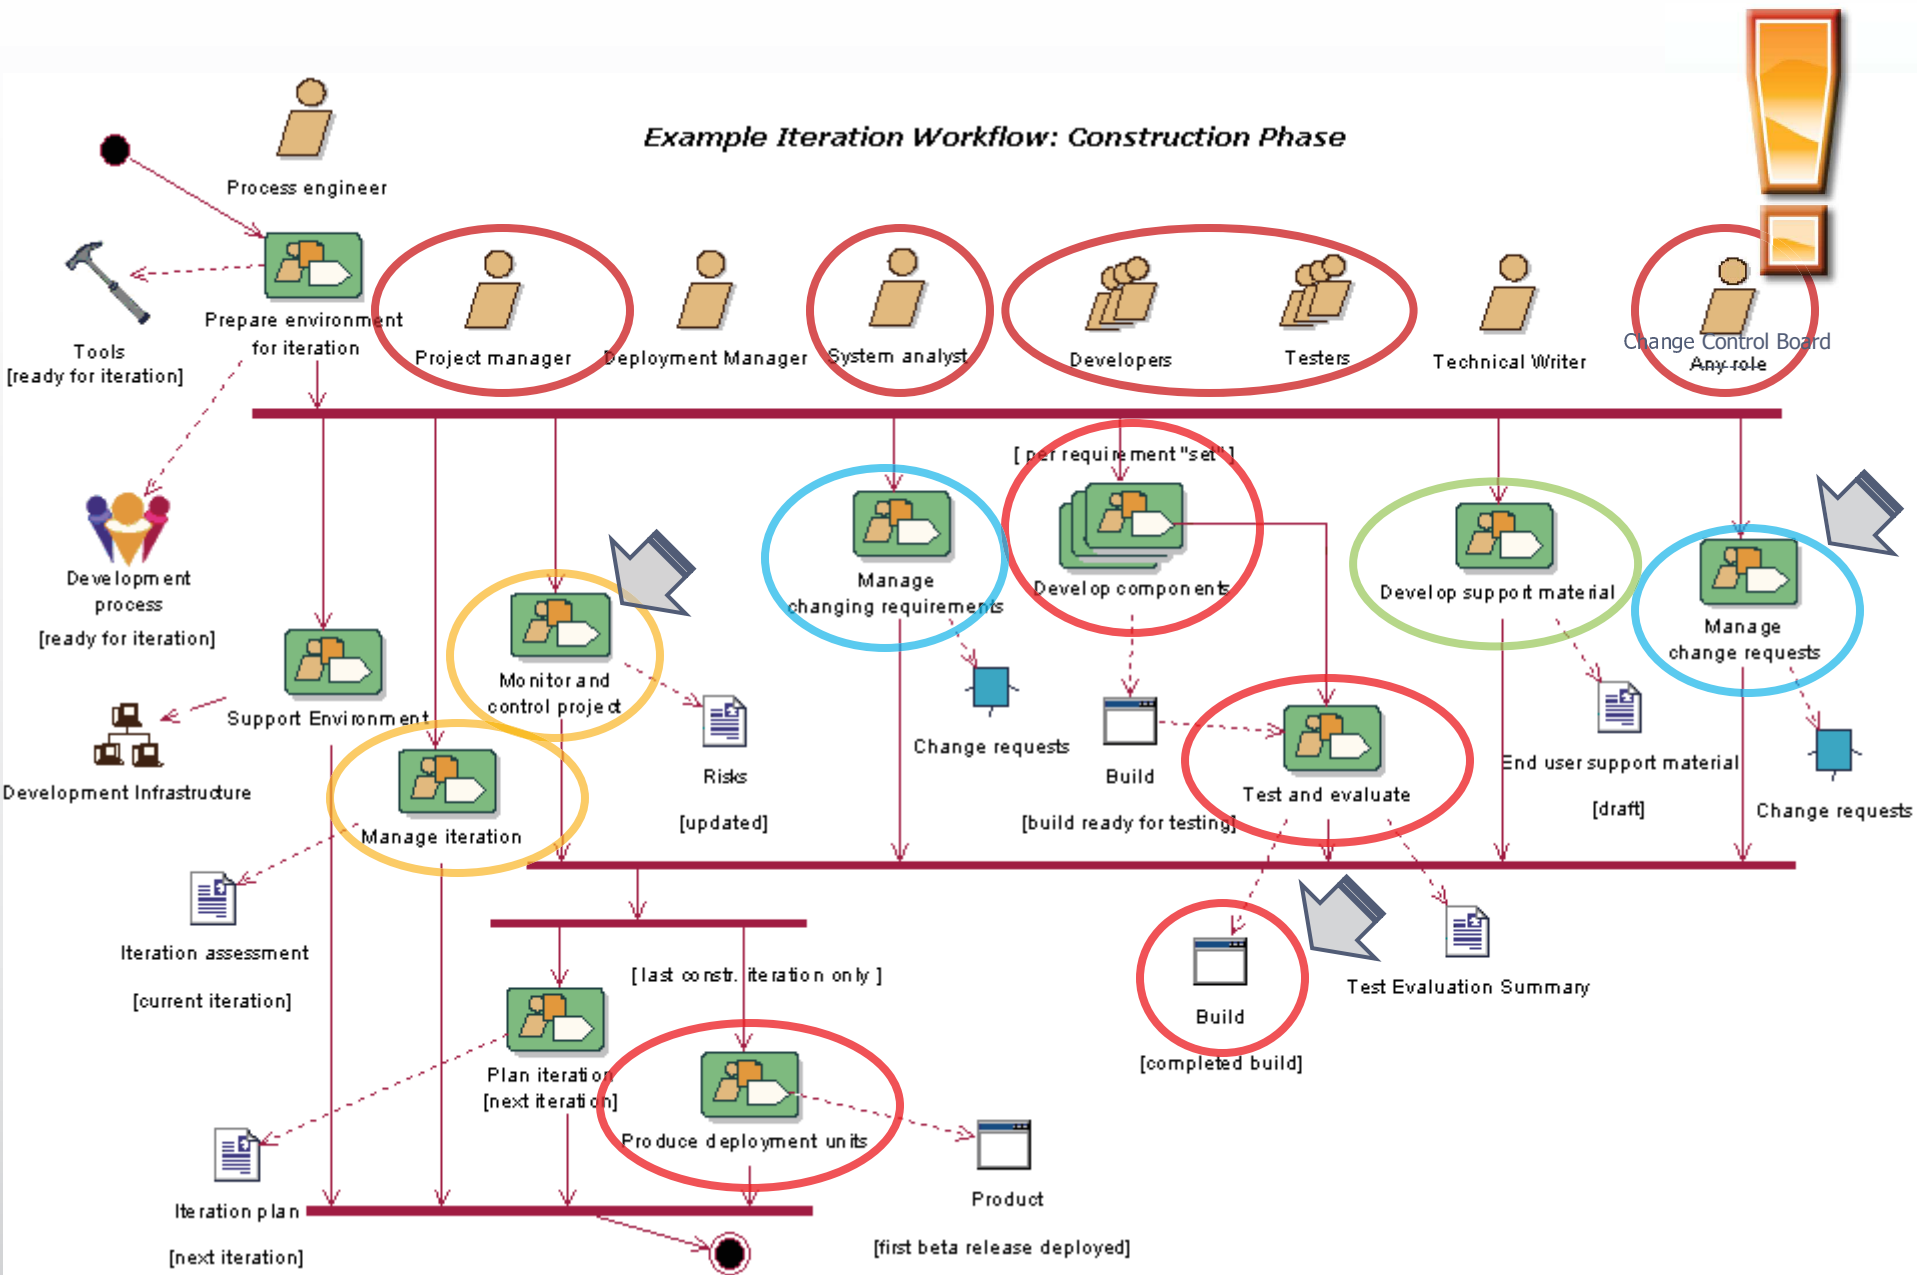 Example Iteration Workflow: Construction Phase
Process engineer
Prepare environment
for iteration
Tools
[ready for iteration]
Project manager
Deployment Manager
System analyst
Developers
Testers
Technical Writer
Change Control Board
Any role
[ per requirement "set" ]
Development
process
[ready for iteration]
Manage
changing requirements
Develop components
Develop support material
Manage
change requests
Monitor and
control project
Support Environment
Development Infrastructure
Change requests
Build
[build ready for testing]
Risks
[updated]
Test and evaluate
End user support material
[draft]
Change requests
Manage iteration
Iteration assessment
[current iteration]
[ last constr. iteration only ]
Test Evaluation Summary
Build
[completed build]
Plan iteration
[next iteration]
Produce deployment units
Product
[first beta release deployed]
Iteration plan
[next iteration]